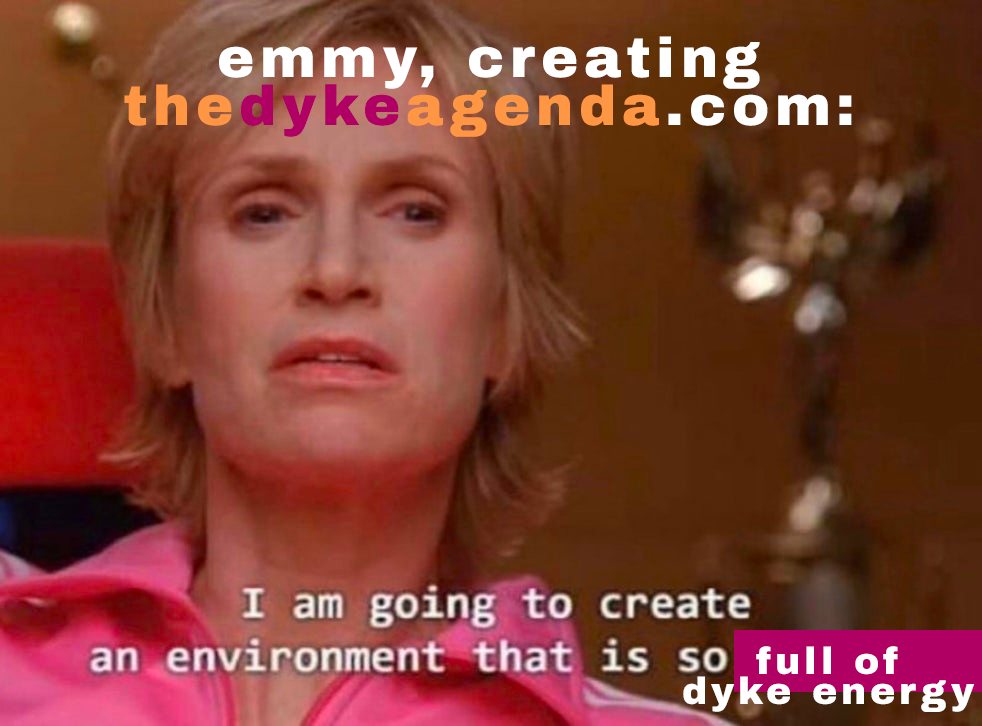 emmy, creating
thedykeagenda.com:
I am going to create
an environment that is so full of
dyke energy